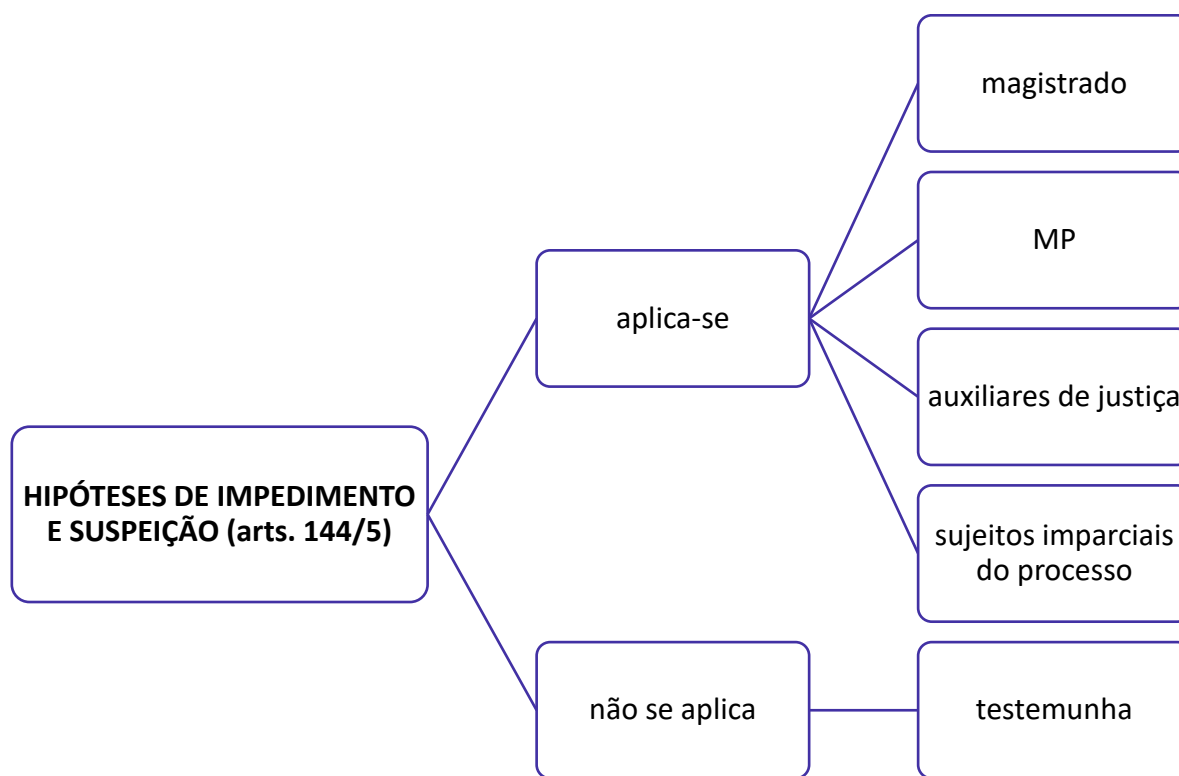 HIPÓTESES DE IMPEDIMENTO
E SUSPEIÇÃO (arts. 144/5)
aplica-se
magistrado
MP
auxiliares de justiça
sujeitos imparciais
do processo
não se aplica
testemunha